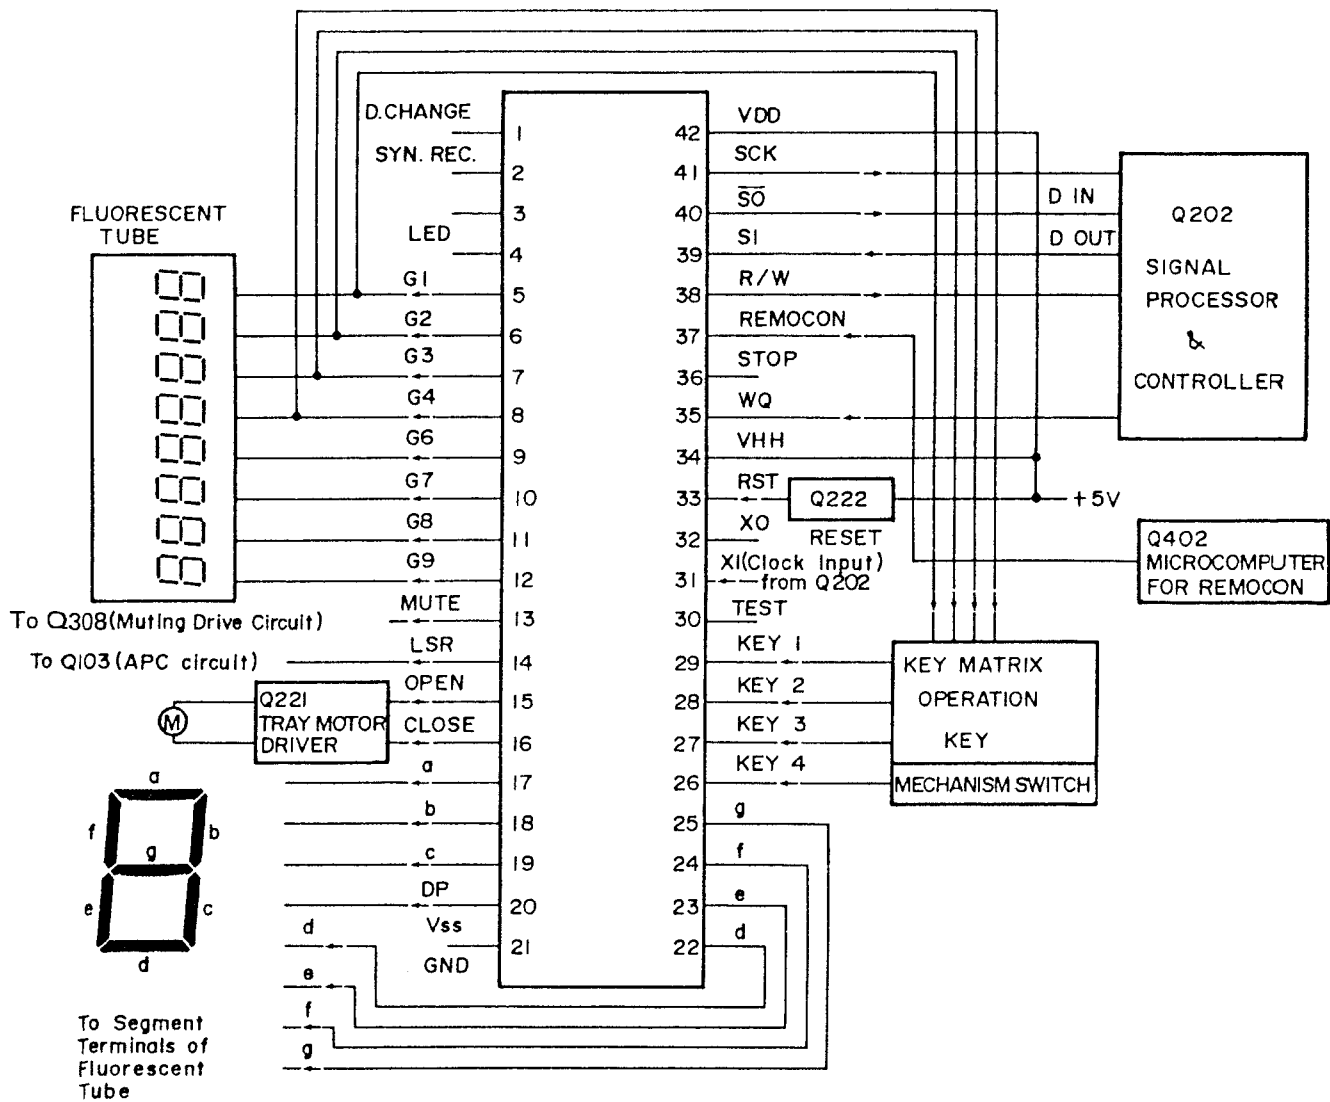 D.CHANGE
SYN. REC.
LED
G1
G2
G3
G4
G6
G7
G8
G9
MUTE
LSR
OPEN
CLOSE
a
b
c
DP
Vss
GND
1
2
3
4
5
6
7
8
9
10
11
12
13
14
15
16
17
18
19
20
21
42
41
40
39
38
37
36
35
34
33
32
31
30
29
28
27
26
25
24
23
22
VDD
SCK
SO
SI
R/W
REMOCON
STOP
WQ
VHH
RST
XO
XI(Clock Input)
from Q202
TEST
KEY 1
KEY 2
KEY 3
KEY 4
g
f
e
d
D IN
D OUT
Q202
SIGNAL
PROCESSOR
&
CONTROLLER
Q222
RESET
+5V
Q402
MICROCOMPUTER
FOR REMOCON
KEY MATRIX
OPERATION
KEY
MECHANISM SWITCH
FLUORESCENT
TUBE
To Q308(Muting Drive Circuit)
To Q103(APC circuit)
Q221
TRAY MOTOR
DRIVER
M
a
f
b
g
e
c
d
d
e
f
g
To Segment
Terminals of
Fluorescent
Tube